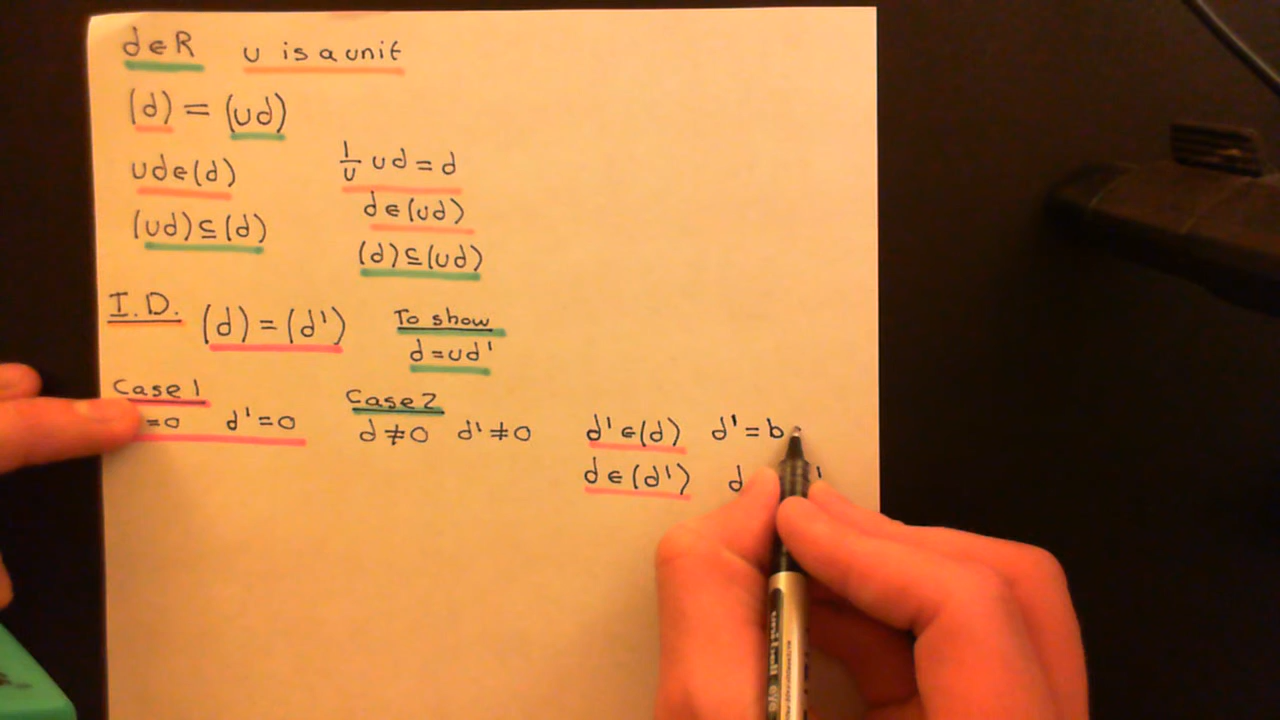 d∈R u is a unit
(d) = (ud)
ud∈(d) 1/u ud = d
(ud)⊆(d) d∈(ud)
(d)⊆(ud)
I.D. (d) = (d') To show
d=ud'
Case 1 Case 2
=0 d'=0 d≠0 d'≠0 d'∈(d) d'=b
d∈(d') d